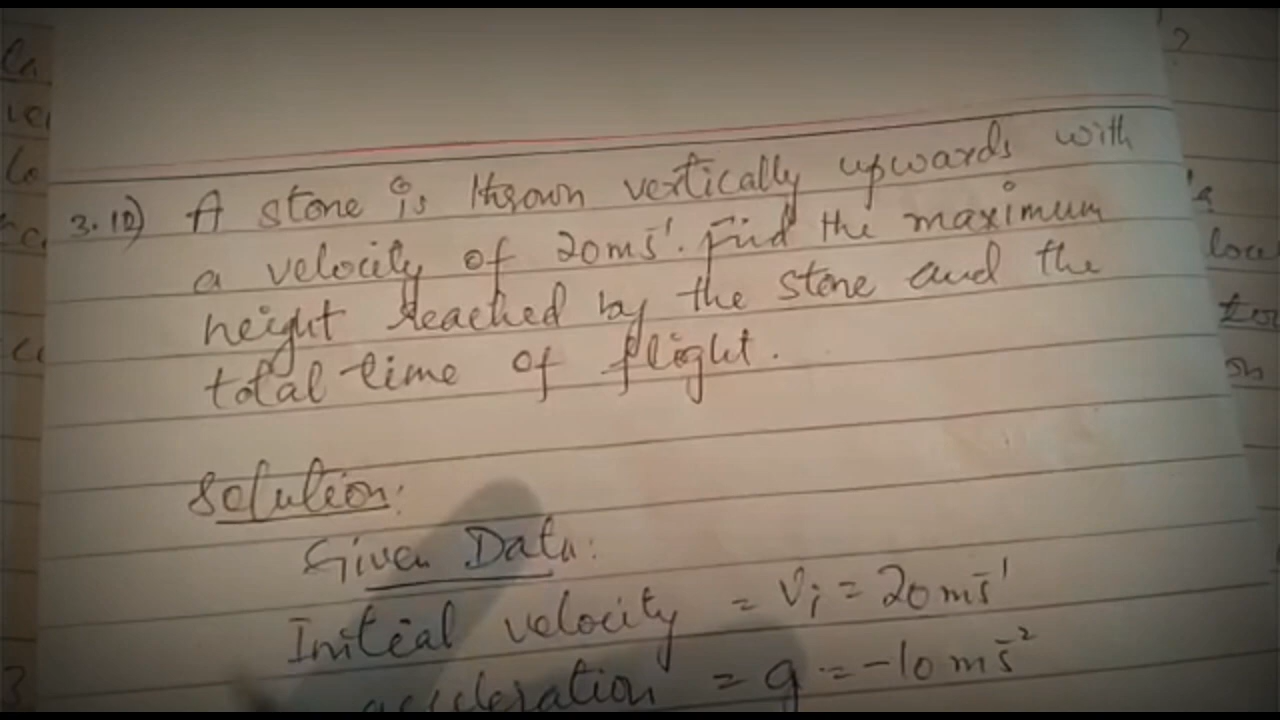 3.10) A stone is thrown vertically upwards with
a velocity of 20ms⁻¹. Find the maximum
height reached by the stone and the
total time of flight.
Solution:
Given Data:
Initial velocity = Vi = 20ms⁻¹
acceleration = g = -10ms⁻²